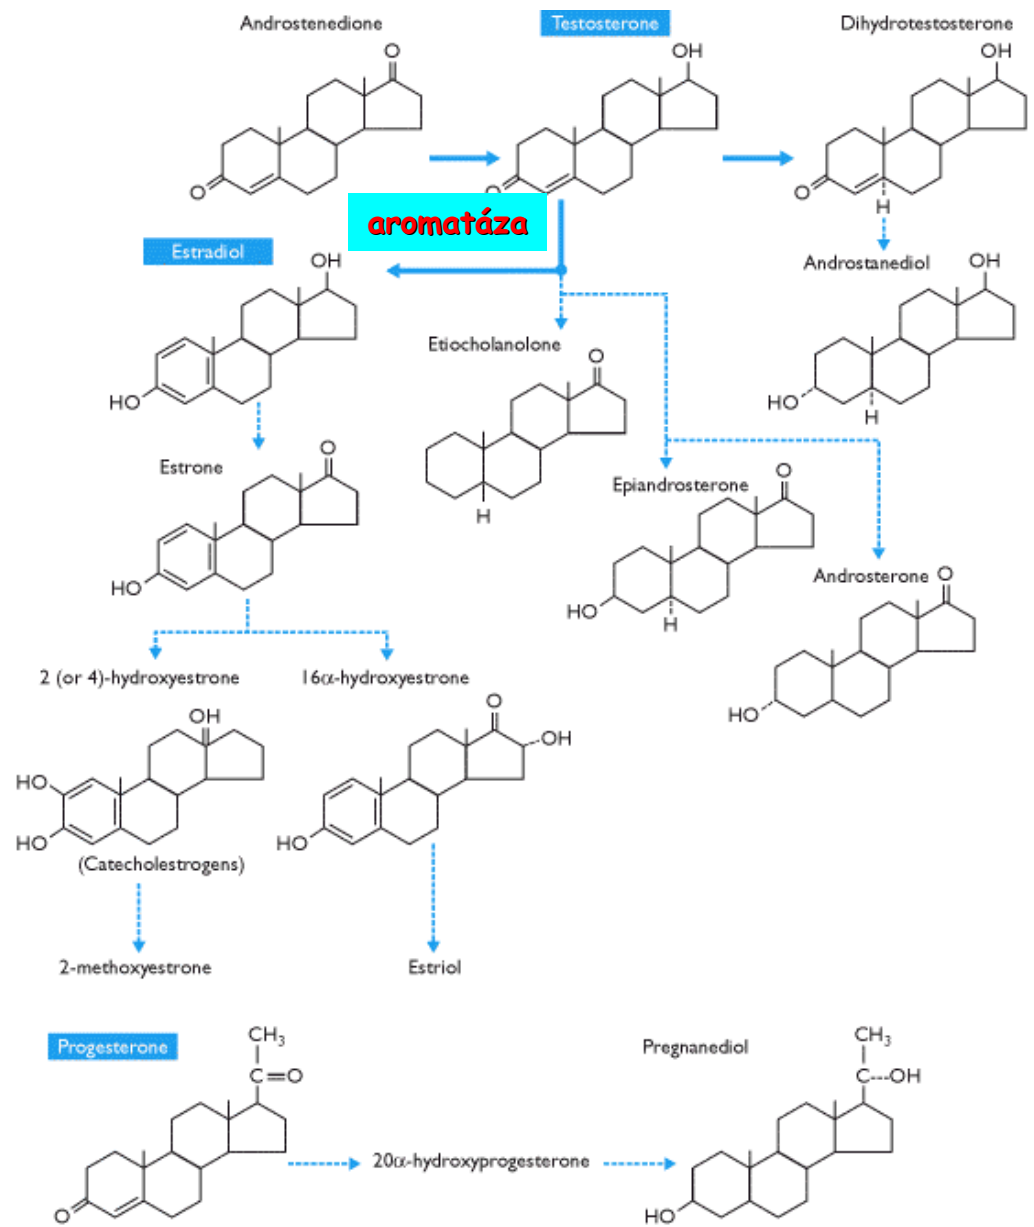 Androstenedione
Testosterone
Dihydrotestosterone
O
OH
OH
O
O
O
H
aromatáza
Estradiol
OH
Androstanediol
OH
Etiocholanolone
O
HO
HO
H
Estrone
O
Epiandrosterone
O
H
HO
HO
H
Androsterone
O
2 (or 4)-hydroxyestrone
16α-hydroxyestrone
HO
OH
O
OH
HO
HO
HO
(Catecholestrogens)
2-methoxyestrone
Estriol
Progesterone
CH3
Pregnanediol
CH3
C=O
C---OH
20α-hydroxyprogesterone
O
HO